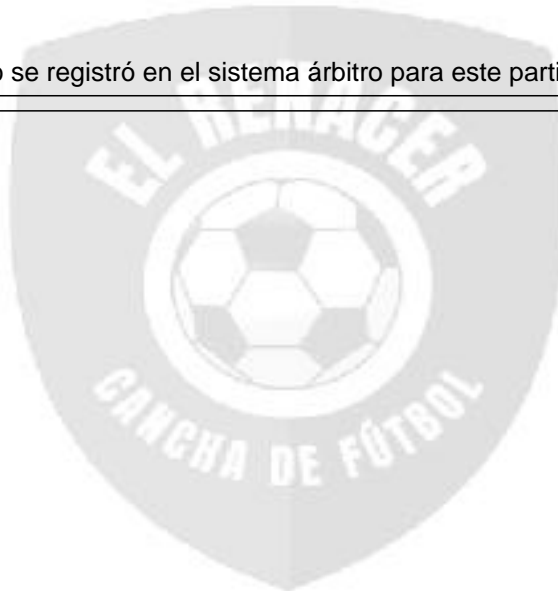 se registró en el sistema árbitro para este
EL RENACER
CANCHA DE FÚTBOL